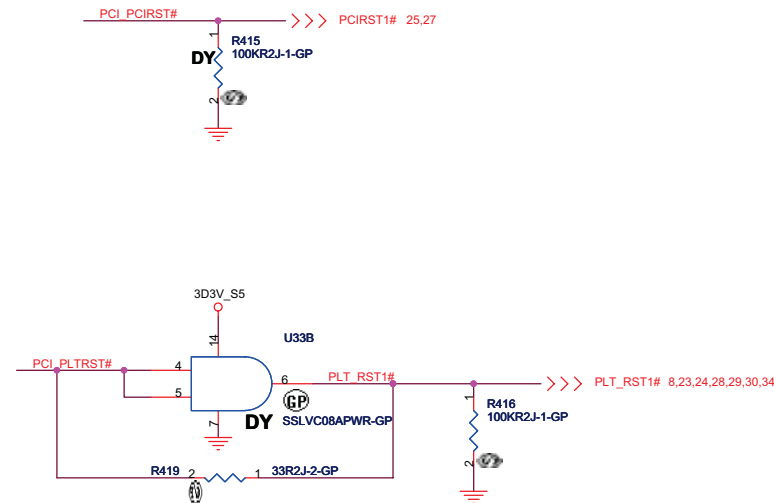 PCI_PCIRST#
PCIRST1# 25,27
1
R415
100KR2J-1-GP
DY
2
3D3V_S5
14
U33B
PCI_PLTRST#
4
5
6
PLT_RST1#
PLT_RST1# 8,23,24,28,29,30,34
GP
7
DY
SSLVC08APWR-GP
1
R416
100KR2J-1-GP
2
R419
2
1
33R2J-2-GP